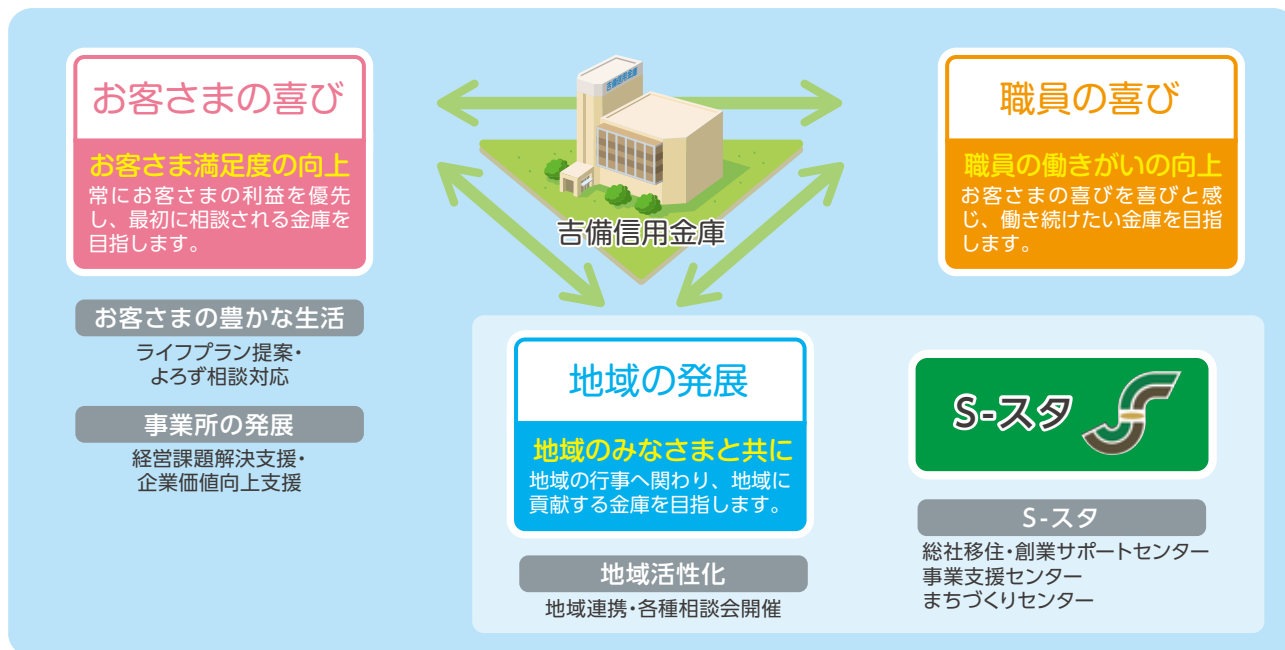 お客さまの喜び
お客さま満足度の向上
常にお客さまの利益を優先
し、最初に相談される金庫を
目指します。
お客さまの豊かな生活
ライフプラン提案・
よろず相談対応
事業所の発展
経営課題解決支援・
企業価値向上支援
吉備信用金庫
吉備信用金庫
職員の喜び
職員の働きがいの向上
お客さまの喜びを喜びと感
じ、働き続けたい金庫を目指
します。
地域の発展
地域のみなさまと共に
地域の行事へ関わり、地域に
貢献する金庫を目指します。
地域活性化
地域連携・各種相談会開催
S-スタ
S-スタ
総社移住・創業サポートセンター
事業支援センター
まちづくりセンター